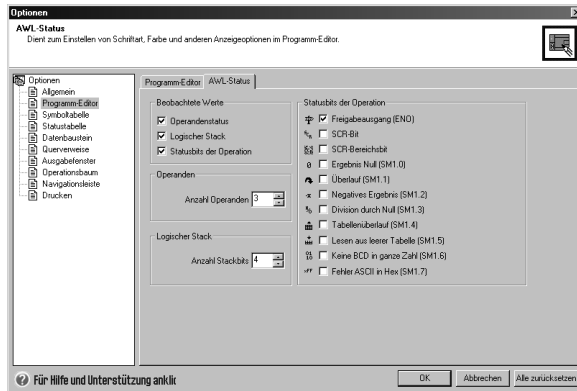 Optionen
AWL-Status
Dient zum Einstellen von Schriftart, Farbe und anderen Anzeigeoptionen im Programm-Editor.
Optionen
Allgemein
Programm-Editor
Symboltabelle
Statustabelle
Datenbaustein
Querverweise
Ausgabefenster
Operationsbaum
Navigationsleiste
Drucken
Programm-Editor
AWL-Status
Beobachtete Werte
Operandenstatus
Logischer Stack
Statusbits der Operation
Operanden
Anzahl Operanden 3
Logischer Stack
Anzahl Stackbits 4
Statusbits der Operation
Freigabeausgang (ENO)
SCR-Bit
SCR-Bereichsbit
Ergebnis Null (SM1.0)
Überlauf (SM1.1)
Negatives Ergebnis (SM1.2)
Division durch Null (SM1.3)
Tabellenüberlauf (SM1.4)
Lesen aus leerer Tabelle (SM1.5)
Keine BCD in ganze Zahl (SM1.6)
Fehler ASCII in Hex (SM1.7)
Für Hilfe und Unterstützung anklic
OK
Abbrechen
Alle zurücksetzen